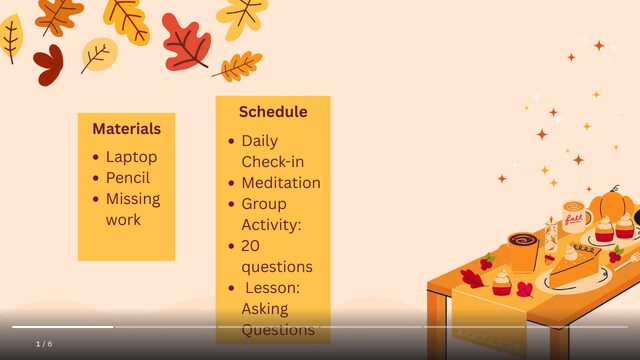 Materials
• Laptop
• Pencil
• Missing
work
Schedule
• Daily
Check-in
• Meditation
• Group
Activity:
• 20
questions
• Lesson:
Asking
Questions
fall
1 / 6